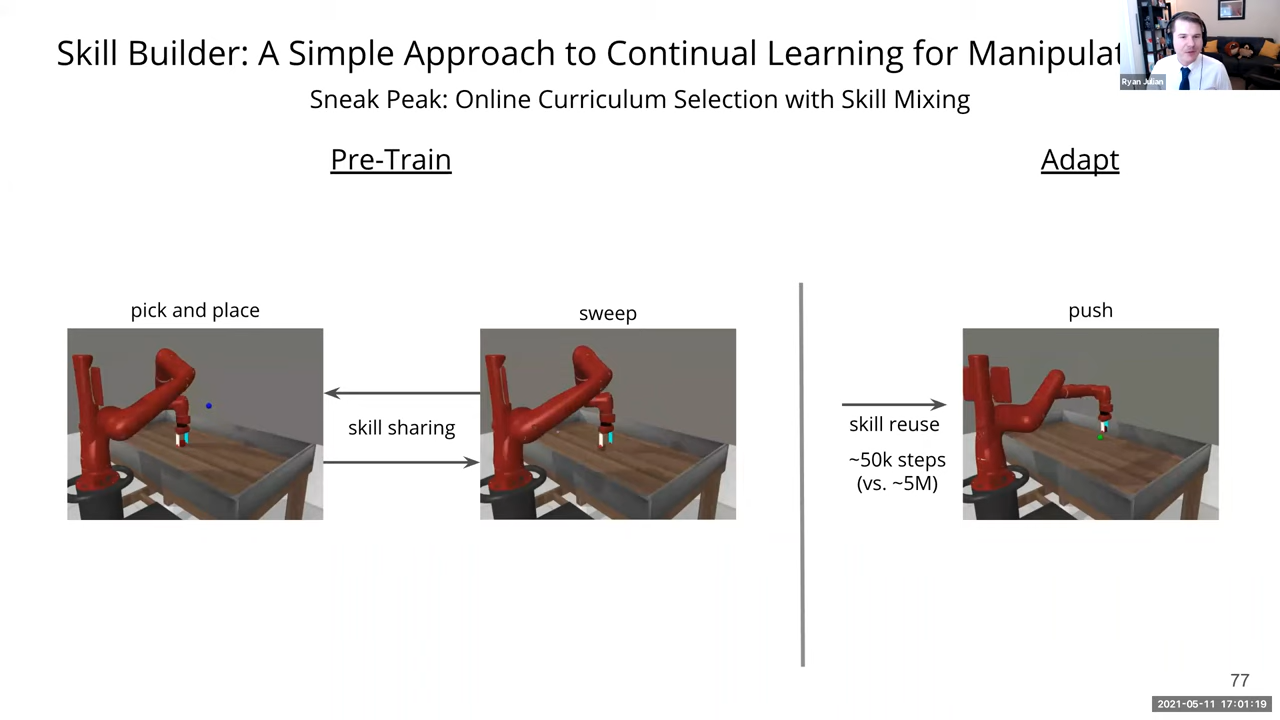 Skill Builder: A Simple Approach to Continual Learning for Manipulat
Ryan Julian
Sneak Peak: Online Curriculum Selection with Skill Mixing
Pre-Train
Adapt
pick and place
sweep
push
skill sharing
skill reuse
~50k steps
(vs. ~5M)
77
2021-05-11 17:01:19